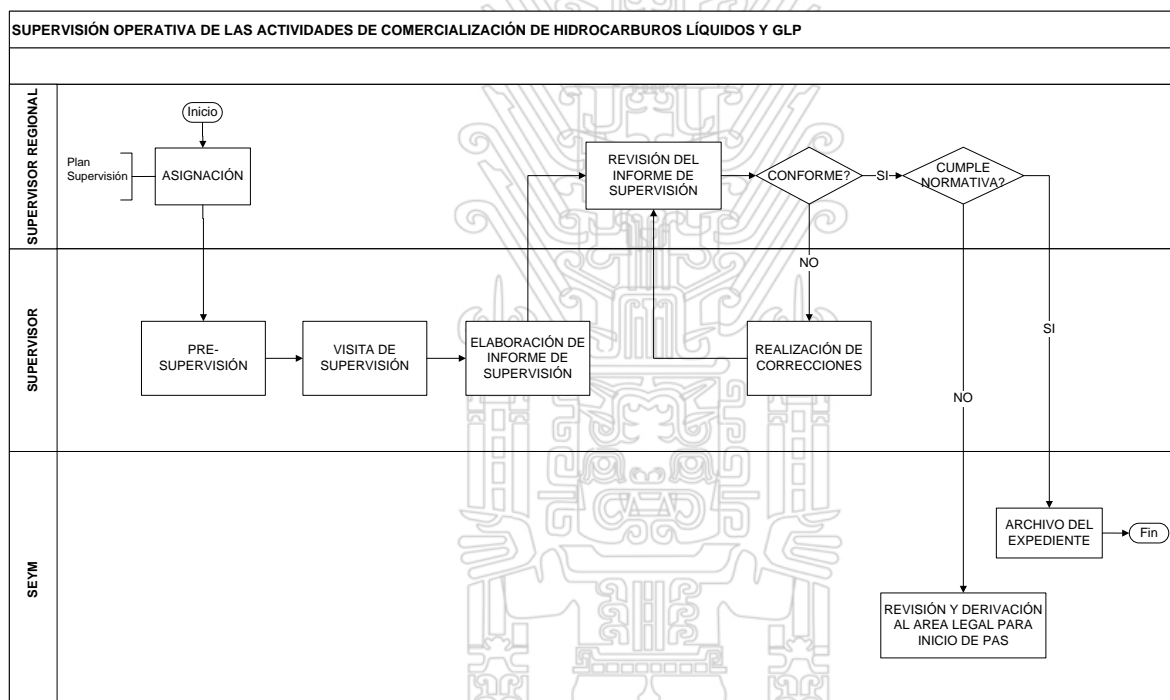 SUPERVISIÓN OPERATIVA DE LAS ACTIVIDADES DE COMERCIALIZACIÓN DE HIDROCARBUROS LÍQUIDOS Y GLP
SUPERVISOR REGIONAL
Inicio
Plan
Supervisión
ASIGNACIÓN
REVISIÓN DEL
INFORME DE
SUPERVISIÓN
CONFORME?
SI
CUMPLE
NORMATIVA?
NO
SUPERVISOR
PRE-
SUPERVISIÓN
VISITA DE
SUPERVISIÓN
ELABORACIÓN DE
INFORME DE
SUPERVISIÓN
REALIZACIÓN DE
CORRECCIONES
SI
NO
SEYM
ARCHIVO DEL
EXPEDIENTE
Fin
REVISIÓN Y DERIVACIÓN
AL AREA LEGAL PARA
INICIO DE PAS